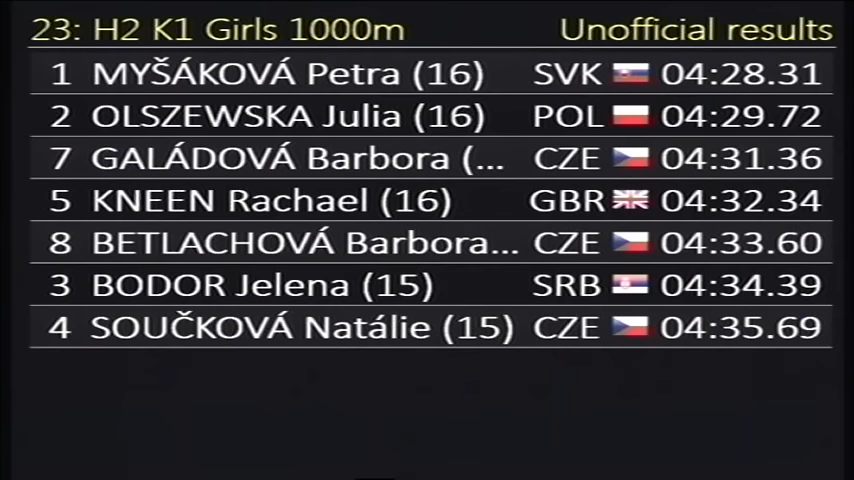 23: H2 K1 Girls 1000m Unofficial results
1 MYŠÁKOVÁ Petra (16) SVK 04:28.31
2 OLSZEWSKA Julia (16) POL 04:29.72
7 GALÁDOVÁ Barbora (... CZE 04:31.36
5 KNEEN Rachael (16) GBR 04:32.34
8 BETLACHOVÁ Barbora... CZE 04:33.60
3 BODOR Jelena (15) SRB 04:34.39
4 SOUČKOVÁ Natálie (15) CZE 04:35.69